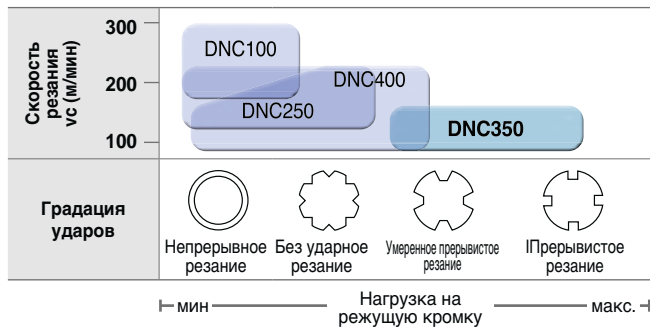 Скорость
резания
vc (м/мин)
300
200
100
DNC100
DNC400
DNC250
DNC350
Градация
ударов
Непрерывное
резание
Без ударное
резание
Умеренное прерывистое
резание
IПрерывистое
резание
мин
Нагрузка на
режущую кромку
макс.